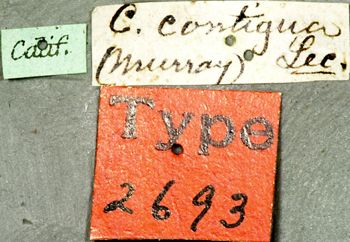 Calif.
C. contigua
(Murray) Lec.
Type
2693